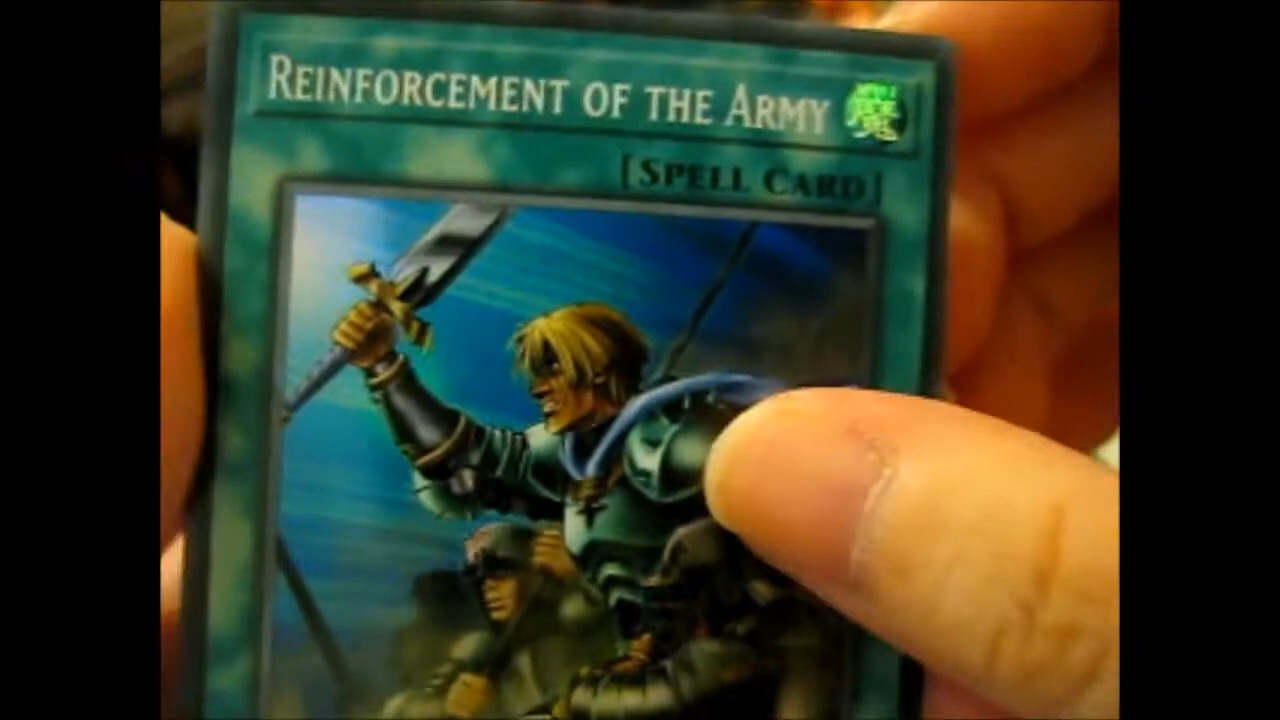 REINFORCEMENT OF THE ARMY
[SPELL CARD]